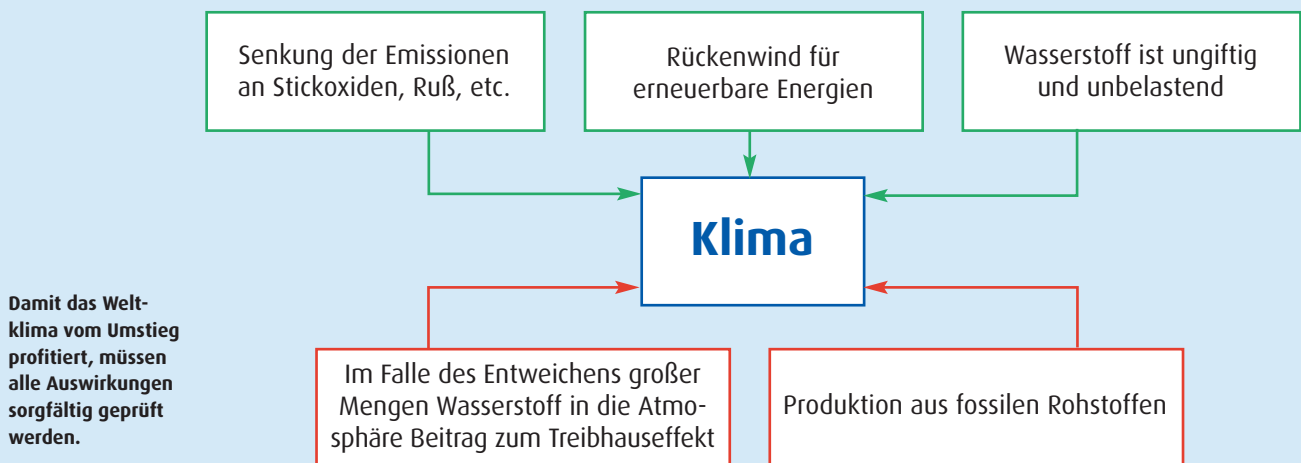 Senkung der Emissionen
an Stickoxiden, Ruß, etc.
Rückenwind für
erneuerbare Energien
Wasserstoff ist ungiftig
und unbelastend
Klima
Damit das Welt-
klima vom Umstieg
profitiert, müssen
alle Auswirkungen
sorgfältig geprüft
werden.
Im Falle des Entweichens großer
Mengen Wasserstoff in die Atmo-
sphäre Beitrag zum Treibhauseffekt
Produktion aus fossilen Rohstoffen